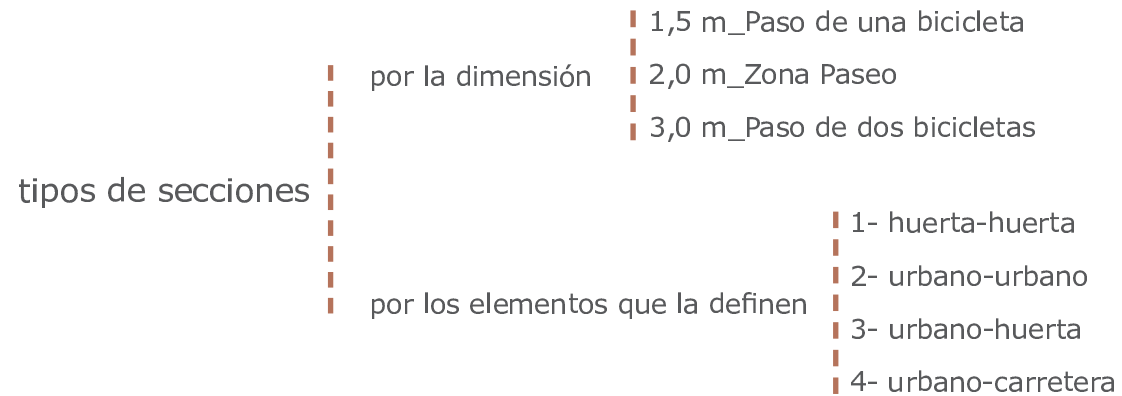 tipos de secciones
por la dimensión
1,5 m_Paso de una bicicleta
2,0 m_Zona Paseo
3,0 m_Paso de dos bicicletas
por los elementos que la definen
1- huerta-huerta
2- urbano-urbano
3- urbano-huerta
4- urbano-carretera